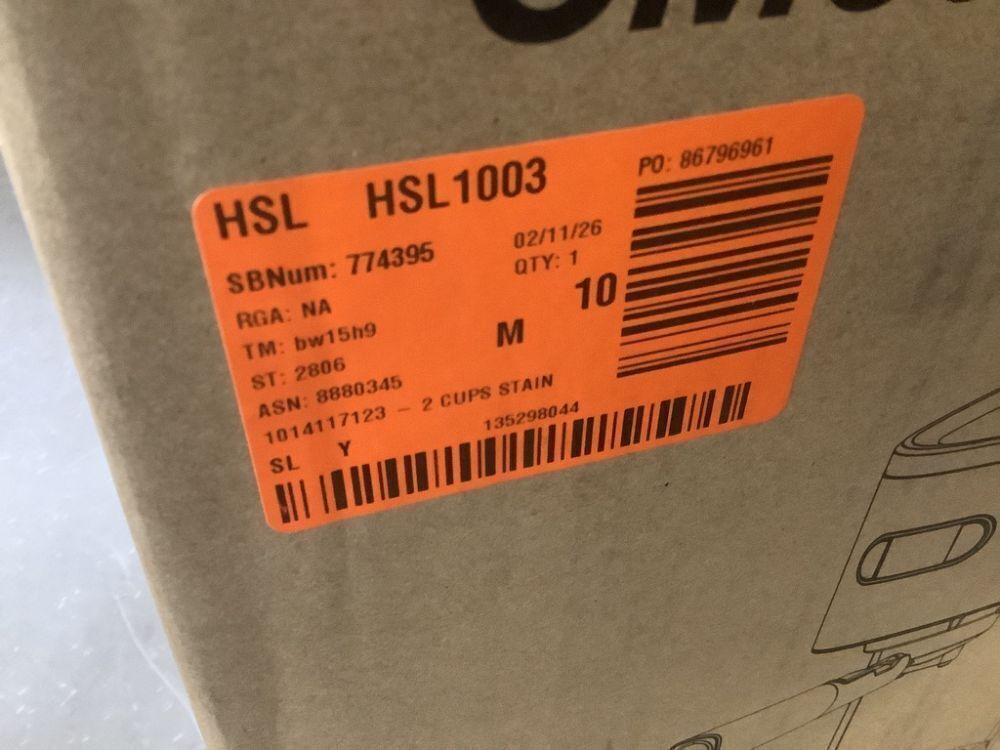 HSL HSL1003
PO: 86796961
SBNum: 774395
02/11/26
RGA: NA
QTY: 1
TM: bw15h9
M
10
ST: 2806
ASN: 8880345
1014117123 - 2 CUPS STAIN
SL Y
135298044